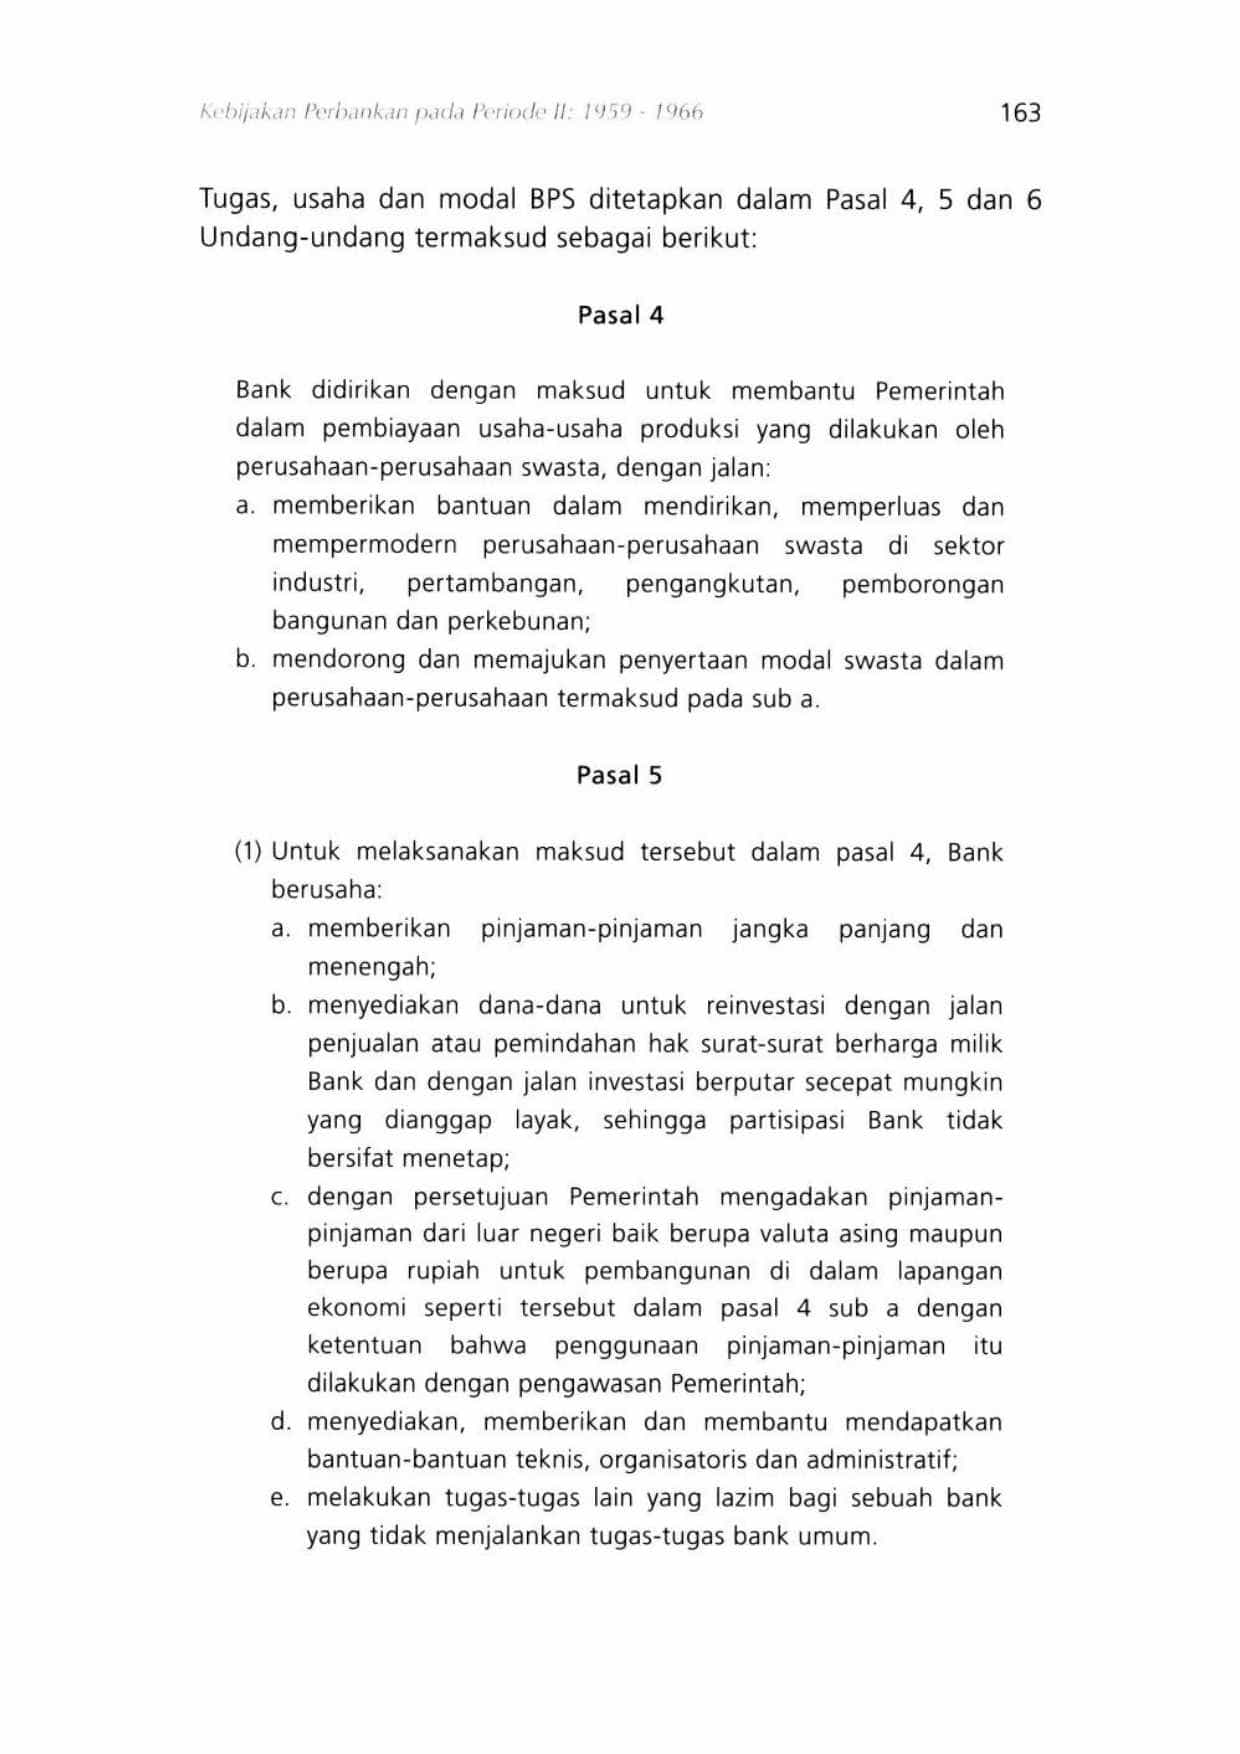 Kebijakan Perbankan pada Periode II: 1959 - 1966 163
Tugas, usaha dan modal BPS ditetapkan dalam Pasal 4, 5 dan 6
Undang-undang termaksud sebagai berikut:
Pasal 4
Bank didirikan dengan maksud untuk membantu Pemerintah
dalam pembiayaan usaha-usaha produksi yang dilakukan oleh
perusahaan-perusahaan swasta, dengan jalan:
a. memberikan bantuan dalam mendirikan, memperluas dan
mempermodern perusahaan-perusahaan swasta di sektor
industri, pertambangan, pengangkutan, pemborongan
bangunan dan perkebunan;
b. mendorong dan memajukan penyertaan modal swasta dalam
perusahaan-perusahaan termaksud pada sub a.
Pasal 5
(1) Untuk melaksanakan maksud tersebut dalam pasal 4, Bank
berusaha:
a. memberikan pinjaman-pinjaman jangka panjang dan
menengah;
b. menyediakan dana-dana untuk reinvestasi dengan jalan
penjualan atau pemindahan hak surat-surat berharga milik
Bank dan dengan jalan investasi berputar secepat mungkin
yang dianggap layak, sehingga partisipasi Bank tidak
bersifat menetap;
c. dengan persetujuan Pemerintah mengadakan pinjaman-
pinjaman dari luar negeri baik berupa valuta asing maupun
berupa rupiah untuk pembangunan di dalam lapangan
ekonomi seperti tersebut dalam pasal 4 sub a dengan
ketentuan bahwa penggunaan pinjaman-pinjaman itu
dilakukan dengan pengawasan Pemerintah;
d. menyediakan, memberikan dan membantu mendapatkan
bantuan-bantuan teknis, organisatoris dan administratif;
e. melakukan tugas-tugas lain yang lazim bagi sebuah bank
yang tidak menjalankan tugas-tugas bank umum.